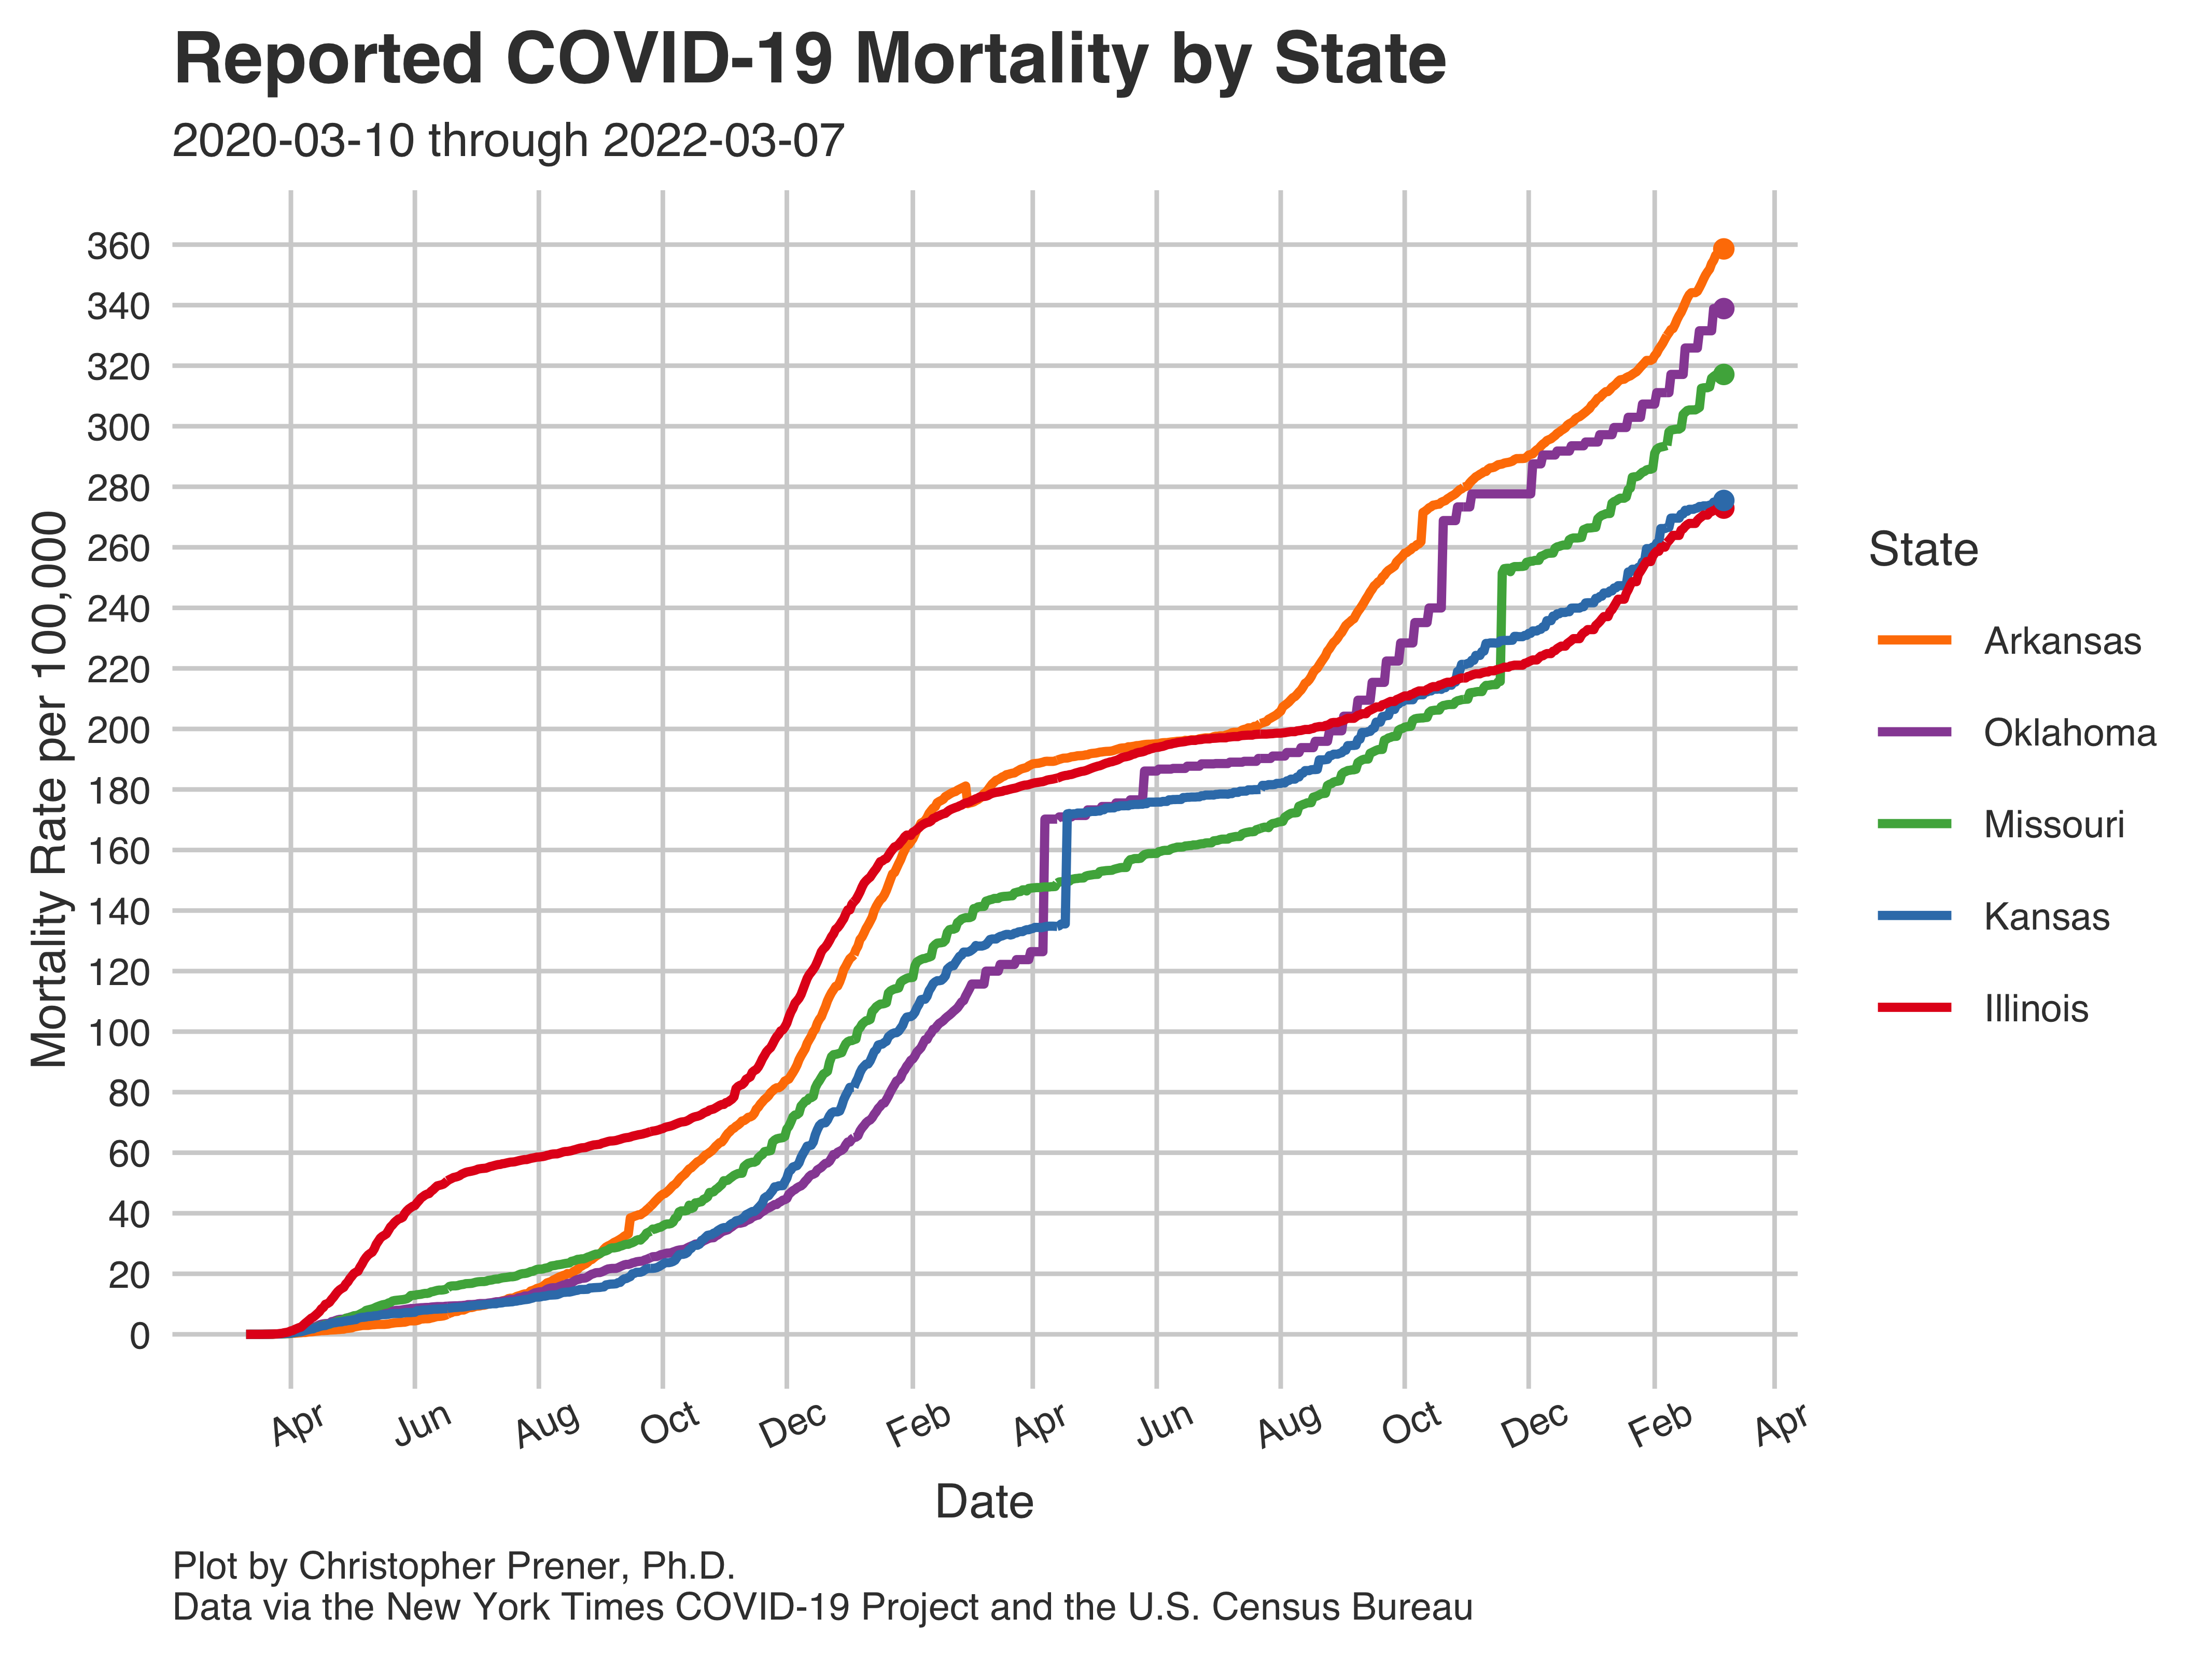 Reported COVID-19 Mortality by State
2020-03-10 through 2022-03-07
Mortality Rate per 100,000
360
340
320
300
280
260
240
220
200
180
160
140
120
100
80
60
40
20
0
Apr Jun Aug Oct Dec Feb Apr Jun Aug Oct Dec Feb Apr
Date
State
Arkansas
Oklahoma
Missouri
Kansas
Illinois
Plot by Christopher Prener, Ph.D.
Data via the New York Times COVID-19 Project and the U.S. Census Bureau